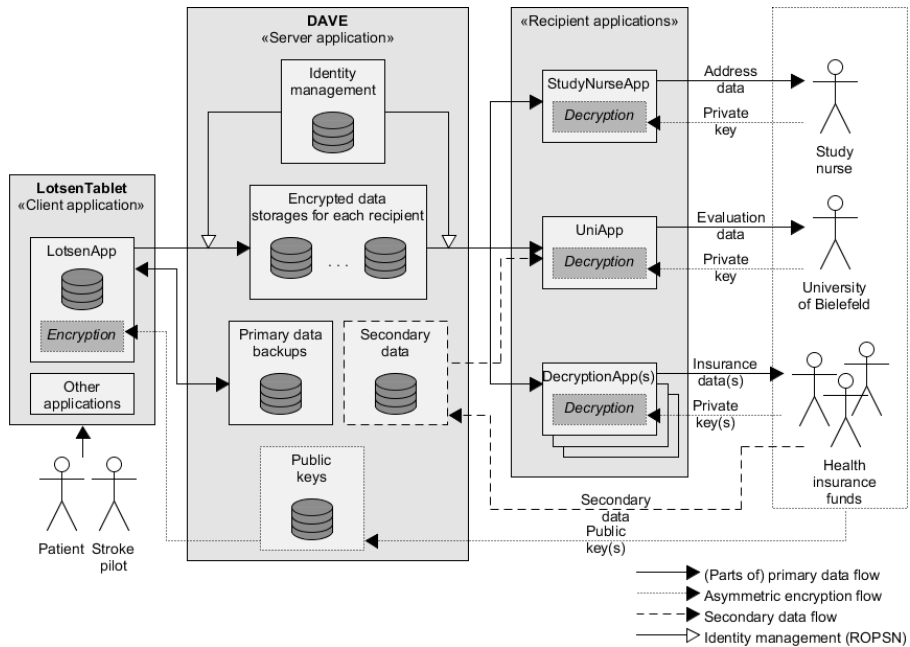 DAVE
«Server application»
«Recipient applications»
Identity
management
StudyNurseApp
Decryption
Address
data
Private
key
Study
nurse
LotsenTablet
«Client application»
LotsenApp
Encryption
Other
applications
Encrypted data
storages for each recipient
. . .
UniApp
Decryption
Evaluation
data
Private
key
University
of Bielefeld
Primary data
backups
Secondary
data
DecryptionApp(s)
Decryption
Insurance
data(s)
Private
key(s)
Health
insurance
funds
Public
keys
Secondary
data
Public
key(s)
Patient
Stroke
pilot
(Parts of) primary data flow
Asymmetric encryption flow
Secondary data flow
Identity management (ROPSN)